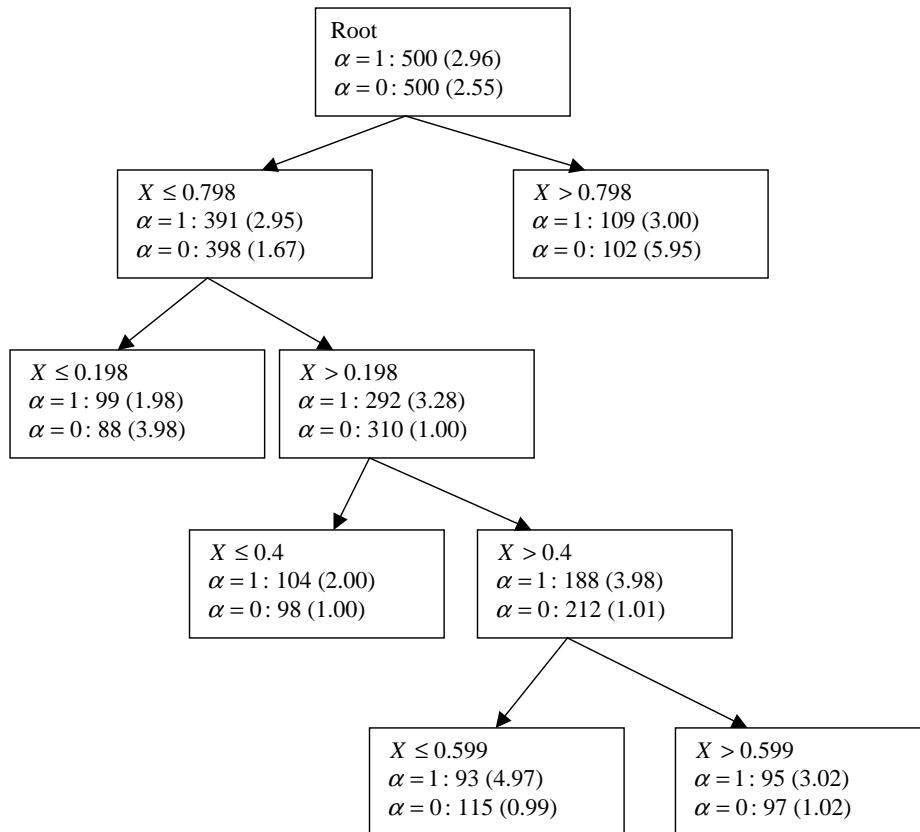 Root
α = 1 : 500 (2.96)
α = 0 : 500 (2.55)
X ≤ 0.798
α = 1 : 391 (2.95)
α = 0 : 398 (1.67)
X > 0.798
α = 1 : 109 (3.00)
α = 0 : 102 (5.95)
X ≤ 0.198
α = 1 : 99 (1.98)
α = 0 : 88 (3.98)
X > 0.198
α = 1 : 292 (3.28)
α = 0 : 310 (1.00)
X ≤ 0.4
α = 1 : 104 (2.00)
α = 0 : 98 (1.00)
X > 0.4
α = 1 : 188 (3.98)
α = 0 : 212 (1.01)
X ≤ 0.599
α = 1 : 93 (4.97)
α = 0 : 115 (0.99)
X > 0.599
α = 1 : 95 (3.02)
α = 0 : 97 (1.02)